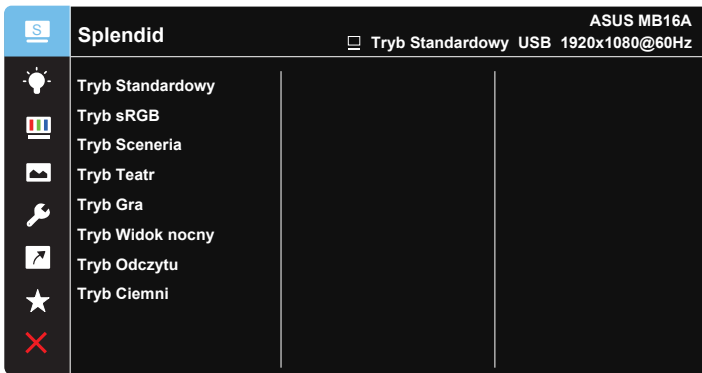 S
Splendid
ASUS MB16A
Tryb Standardowy USB 1920x1080@60Hz
Tryb Standardowy
Tryb sRGB
Tryb Sceneria
Tryb Teatr
Tryb Gra
Tryb Widok nocny
Tryb Odczytu
Tryb Ciemni